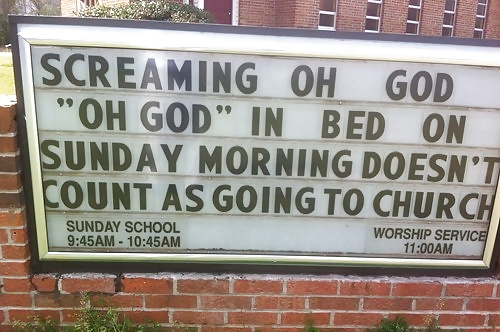 SCREAMING OH GOD
"OH GOD" IN BED ON
SUNDAY MORNING DOESN'T
COUNT AS GOING TO CHURCH
SUNDAY SCHOOL
9:45AM - 10:45AM
WORSHIP SERVICE
11:00AM